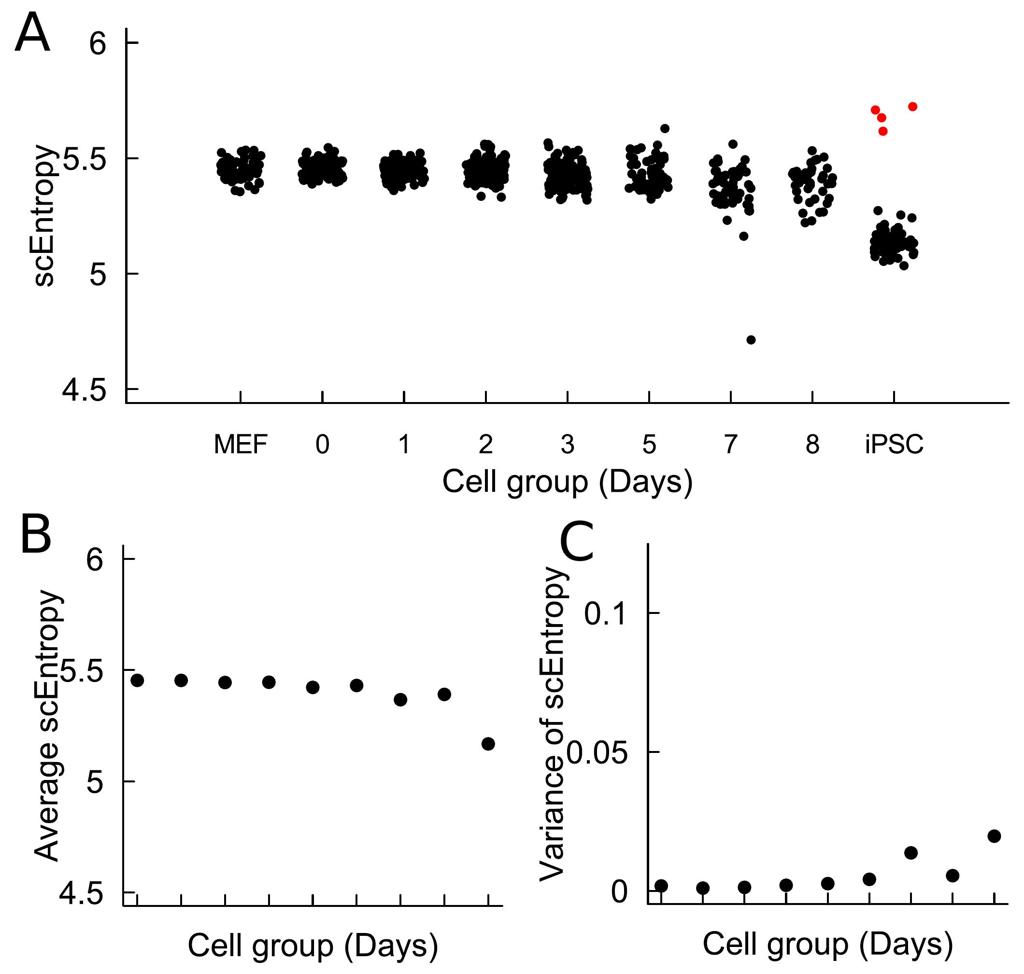 A
6
5.5
5
4.5
scEntropy
MEF 0 1 2 3 5 7 8 iPSC
Cell group (Days)
B
6
5.5
5
4.5
Average scEntropy
Cell group (Days)
C
0.1
0.05
0
Variance of scEntropy
Cell group (Days)